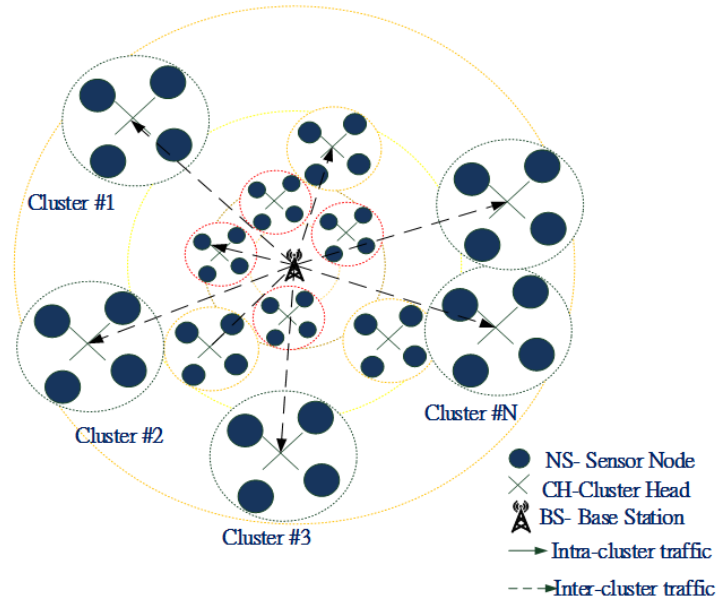 Cluster #1
Cluster #2
Cluster #N
Cluster #3
NS- Sensor Node
CH-Cluster Head
BS- Base Station
Intra-cluster traffic
Inter-cluster traffic